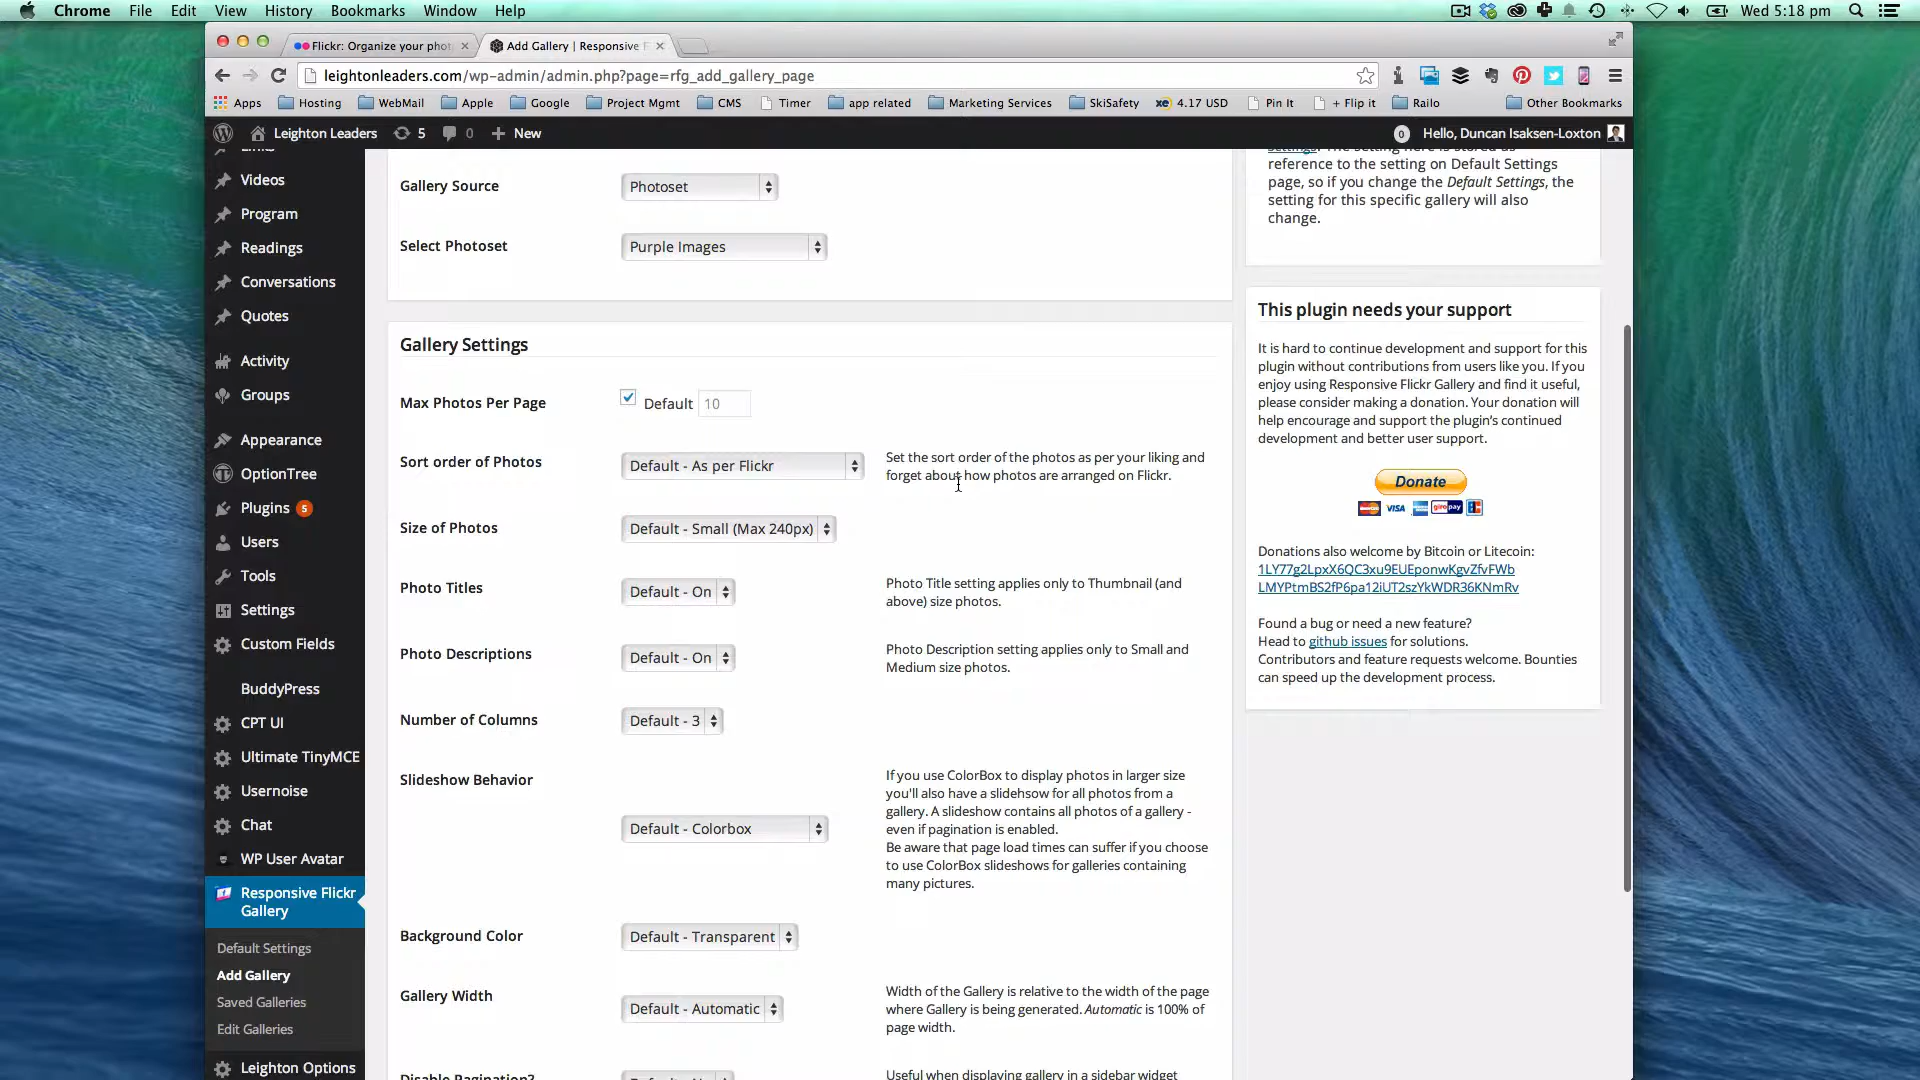 Chrome File Edit View History Bookmarks Window Help Wed 5:18 pm
Flickr: Organize your phot Add Gallery | Responsive F
leightonleaders.com/wp-admin/admin.php?page=rfg_add_gallery_page
Apps Hosting WebMail Apple Google Project Mgmt CMS Timer app related Marketing Services SkiSafety xe 4.17 USD Pin It + Flip it Railo Other Bookmarks
Leighton Leaders 5 0 + New 0 Hello, Duncan Isaksen-Loxton
Videos
Program
Readings
Conversations
Quotes
Activity
Groups
Appearance
OptionTree
Plugins 5
Users
Tools
Settings
Custom Fields
BuddyPress
CPT UI
Ultimate TinyMCE
Usernoise
Chat
WP User Avatar
Responsive Flickr
Gallery
Default Settings
Add Gallery
Saved Galleries
Edit Galleries
Leighton Options
Gallery Source Photoset
Select Photoset Purple Images
Gallery Settings
Max Photos Per Page Default 10
Sort order of Photos Default - As per Flickr
Set the sort order of the photos as per your liking and
forget about how photos are arranged on Flickr.
Size of Photos Default - Small (Max 240px)
Photo Titles Default - On
Photo Title setting applies only to Thumbnail (and
above) size photos.
Photo Descriptions Default - On
Photo Description setting applies only to Small and
Medium size photos.
Number of Columns Default - 3
Slideshow Behavior Default - Colorbox
If you use ColorBox to display photos in larger size
you'll also have a slidehsow for all photos from a
gallery. A slideshow contains all photos of a gallery -
even if pagination is enabled.
Be aware that page load times can suffer if you choose
to use ColorBox slideshows for galleries containing
many pictures.
Background Color Default - Transparent
Gallery Width Default - Automatic
Width of the Gallery is relative to the width of the page
where Gallery is being generated. Automatic is 100% of
page width.
Disable Pagination?
Useful when displaying gallery in a sidebar widget
settings. The setting here is stored as
reference to the setting on Default Settings
page, so if you change the Default Settings, the
setting for this specific gallery will also
change.
This plugin needs your support
It is hard to continue development and support for this
plugin without contributions from users like you. If you
enjoy using Responsive Flickr Gallery and find it useful,
please consider making a donation. Your donation will
help encourage and support the plugin's continued
development and better user support.
Donate
VISA giropay
Donations also welcome by Bitcoin or Litecoin:
1LY77g2LpxX6QC3xu9EUEponwKgvZfvFWb
LMYPtmBS2fP6pa12iUT2szYkWDR36KNmRv
Found a bug or need a new feature?
Head to github issues for solutions.
Contributors and feature requests welcome. Bounties
can speed up the development process.